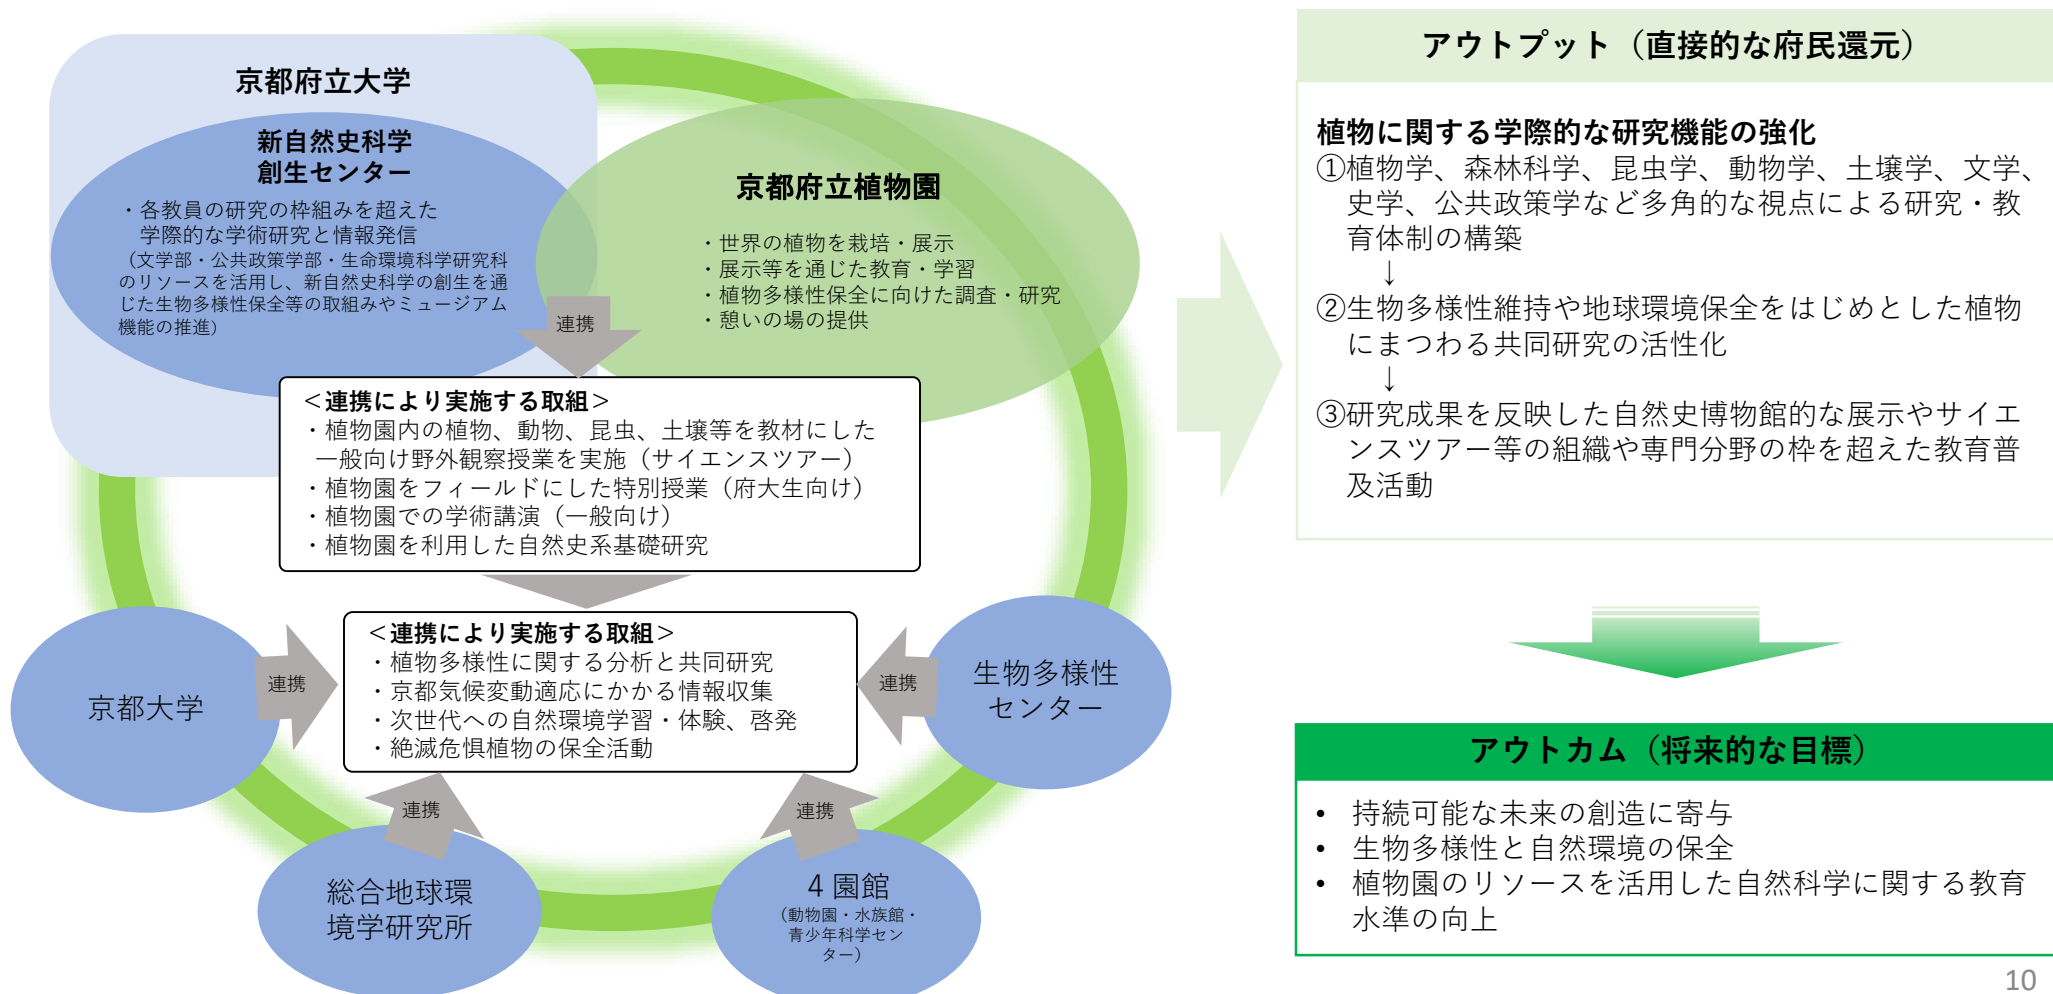 京都府立大学
新自然史科学
創生センター
・各教員の研究の枠組みを超えた
学際的な学術研究と情報発信
（文学部・公共政策学部・生命環境科学研究科
のリソースを活用し、新自然史科学の創生を通
じた生物多様性保全等の取組みやミュージアム
機能の推進）
京都府立植物園
・世界の植物を栽培・展示
・展示等を通じた教育・学習
・植物多様性保全に向けた調査・研究
・憩いの場の提供
連携
＜連携により実施する取組＞
・植物園内の植物、動物、昆虫、土壌等を教材にした
一般向け野外観察授業を実施（サイエンスツアー）
・植物園をフィールドにした特別授業（府大生向け）
・植物園での学術講演（一般向け）
・植物園を利用した自然史系基礎研究
＜連携により実施する取組＞
・植物多様性に関する分析と共同研究
・京都気候変動適応にかかる情報収集
・次世代への自然環境学習・体験、啓発
・絶滅危惧植物の保全活動
京都大学
連携
連携
生物多様性
センター
連携
総合地球環
境学研究所
連携
4 園館
（動物園・水族館・
青少年科学セン
ター）
アウトプット（直接的な府民還元）
植物に関する学際的な研究機能の強化
①植物学、森林科学、昆虫学、動物学、土壌学、文学、
史学、公共政策学など多角的な視点による研究・教
育体制の構築
↓
②生物多様性維持や地球環境保全をはじめとした植物
にまつわる共同研究の活性化
↓
③研究成果を反映した自然史博物館的な展示やサイエ
ンスツアー等の組織や専門分野の枠を超えた教育普
及活動
アウトカム（将来的な目標）
• 持続可能な未来の創造に寄与
• 生物多様性と自然環境の保全
• 植物園のリソースを活用した自然科学に関する教育
水準の向上
10